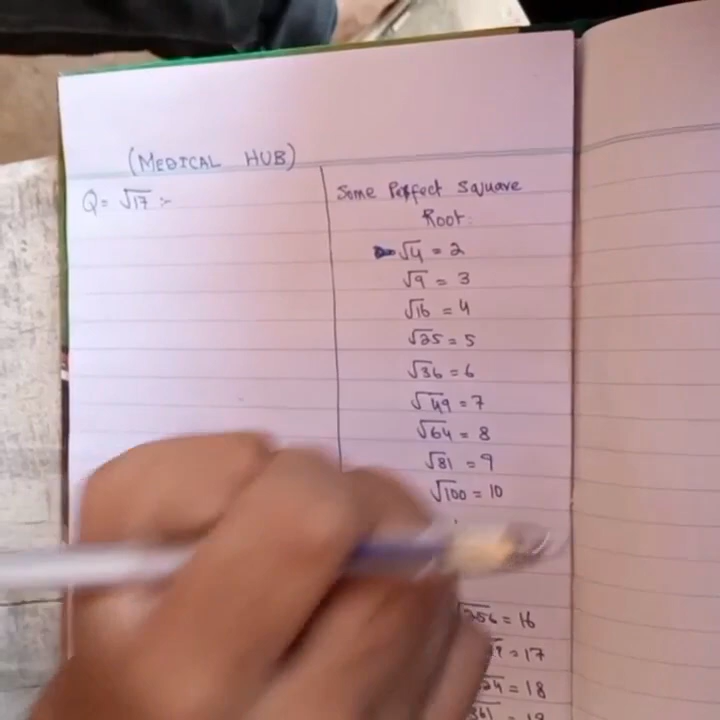 (MEDICAL HUB)
Q= √17 :-
Some Perfect Square
Root:
√4 = 2
√9 = 3
√16 = 4
√25 = 5
√36 = 6
√49 = 7
√64 = 8
√81 = 9
√100 = 10
√256 = 16
= 17
= 18